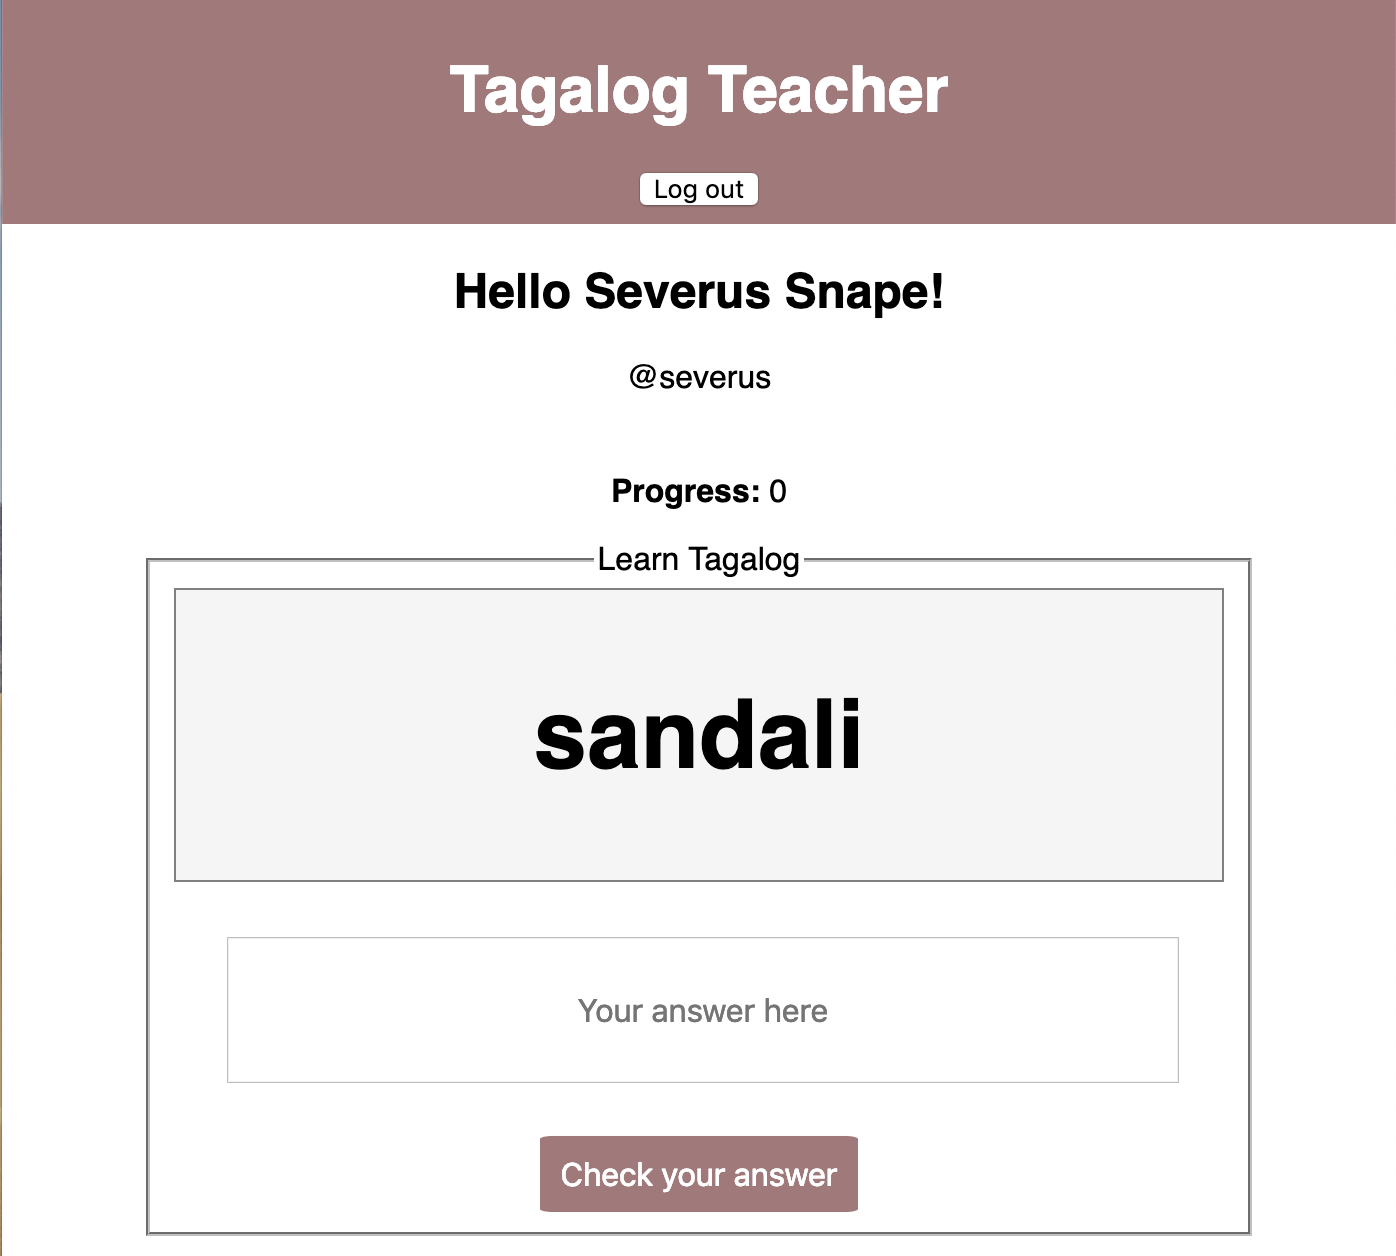 Tagalog Teacher
Log out
Hello Severus Snape!
@severus
Progress: 0
Learn Tagalog
sandali
Your answer here
Check your answer